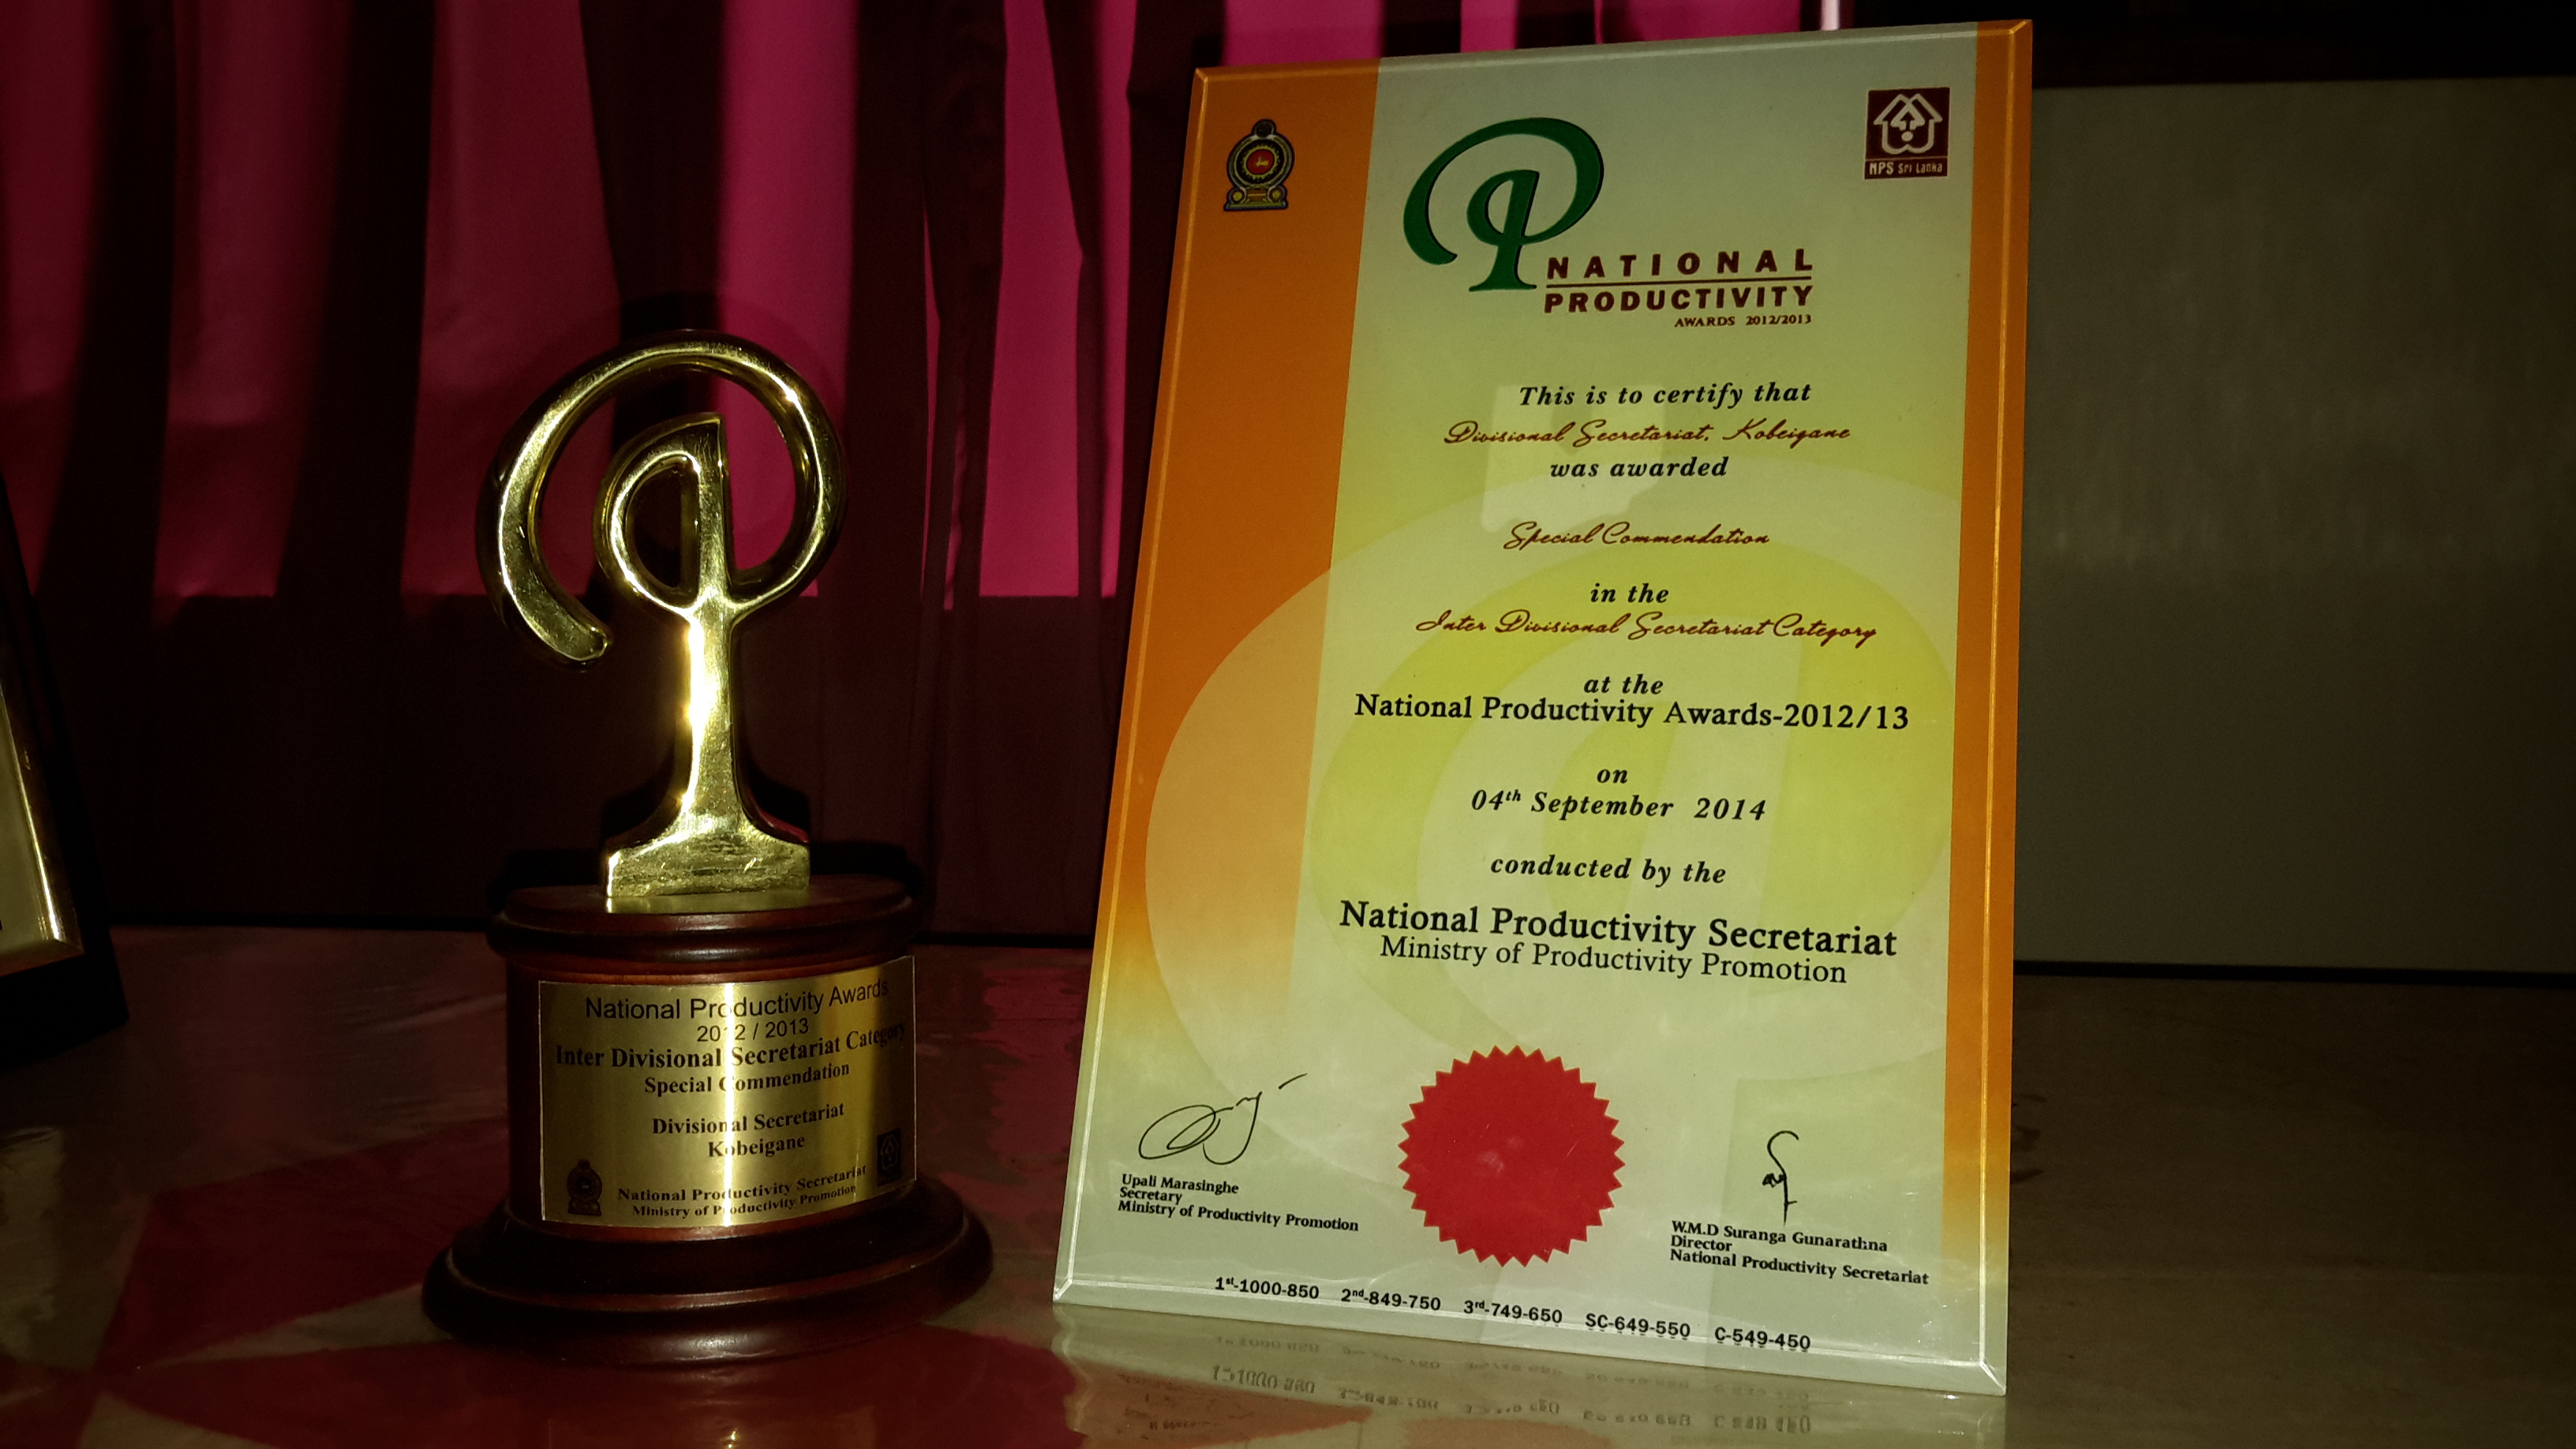 National Productivity Awards
2012 / 2013
Inter Divisional Secretariat Category
Special Commendation
Divisional Secretariat
Kobeigane
National Productivity Secretariat
Ministry of Productivity Promotion
NPS Sri Lanka
NATIONAL
PRODUCTIVITY
AWARDS 2012/2013
This is to certify that
Divisional Secretariat, Kobeigane
was awarded
Special Commendation
in the
Inter Divisional Secretariat Category
at the
National Productivity Awards-2012/13
on
04th September 2014
conducted by the
National Productivity Secretariat
Ministry of Productivity Promotion
Upali Marasinghe
Secretary
Ministry of Productivity Promotion
W.M.D Suranga Gunarathna
Director
National Productivity Secretariat
1st-1000-850 2nd-849-750 3rd-749-650 SC-649-550 C-549-450